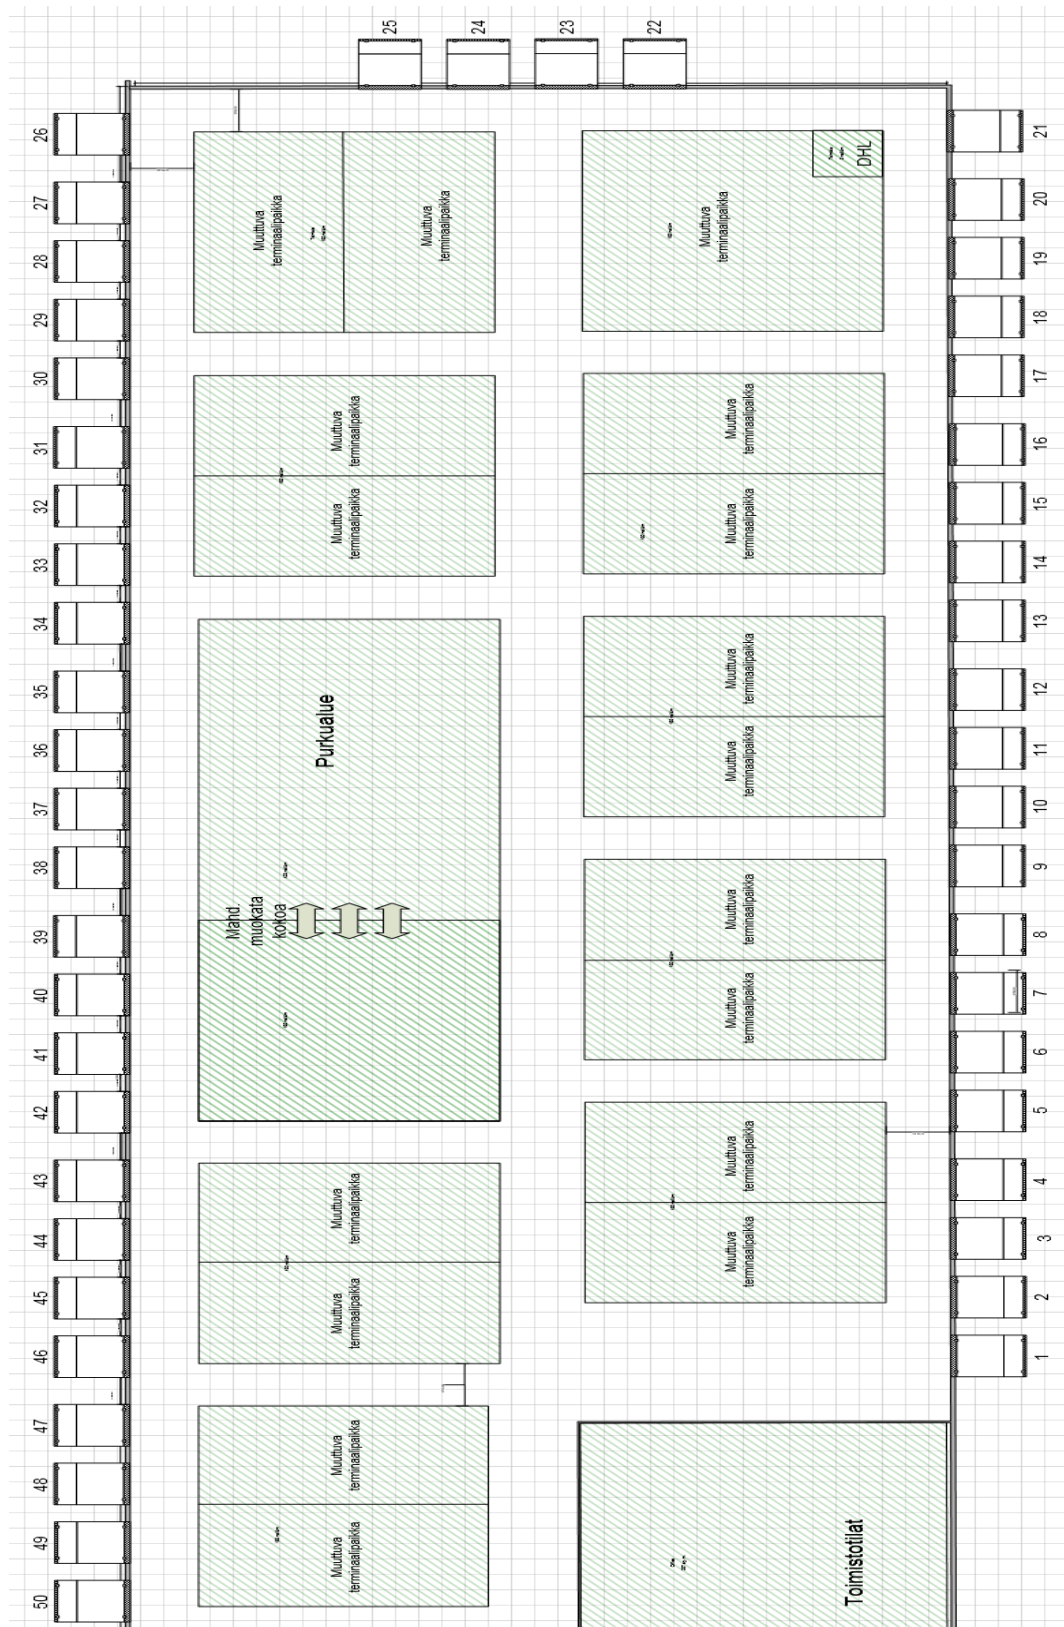 25
24
23
22
26
27
28
29
30
31
32
33
34
35
36
37
38
39
40
41
42
43
44
45
46
47
48
49
50
21
20
19
18
17
16
15
14
13
12
11
10
9
8
7
6
5
4
3
2
1
Muuttuva
terminaalipaikka
Muuttuva
terminaalipaikka
Muuttuva
terminaalipaikka
DHL
Muuttuva
terminaalipaikka
Muuttuva
terminaalipaikka
Muuttuva
terminaalipaikka
Muuttuva
terminaalipaikka
Purkualue
Mahd.
muokata
kokoa
Muuttuva
terminaalipaikka
Muuttuva
terminaalipaikka
Muuttuva
terminaalipaikka
Muuttuva
terminaalipaikka
Muuttuva
terminaalipaikka
Muuttuva
terminaalipaikka
Muuttuva
terminaalipaikka
Muuttuva
terminaalipaikka
Muuttuva
terminaalipaikka
Muuttuva
terminaalipaikka
Toimistotilat